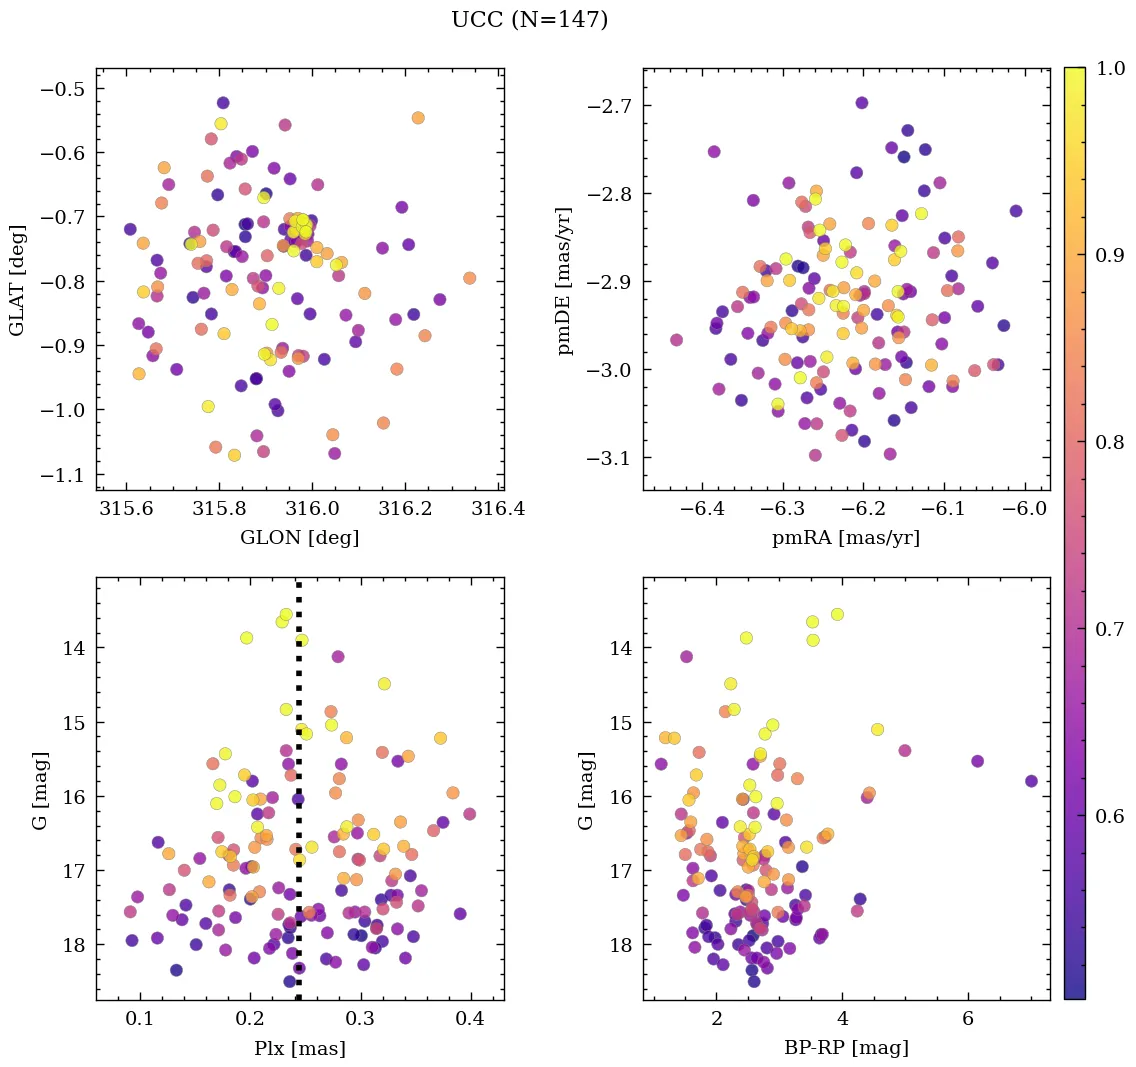 UCC (N=147)
−0.5
−0.6
−0.7
−0.8
−0.9
−1.0
−1.1
GLAT [deg]
315.6 315.8 316.0 316.2 316.4
GLON [deg]
−2.7
−2.8
−2.9
−3.0
−3.1
pmDE [mas/yr]
−6.4 −6.3 −6.2 −6.1 −6.0
pmRA [mas/yr]
14
15
16
17
18
G [mag]
0.1 0.2 0.3 0.4
Plx [mas]
14
15
16
17
18
G [mag]
2 4 6
BP-RP [mag]
1.0
0.9
0.8
0.7
0.6